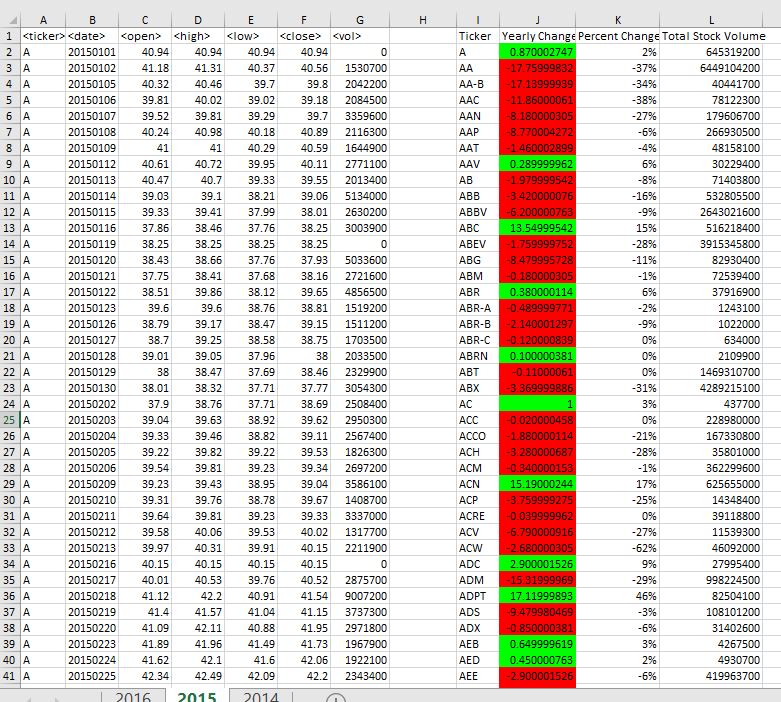 A B C D E F G H I J K L
1 <ticker> <date> <open> <high> <low> <close> <vol> Ticker Yearly Change Percent Change Total Stock Volume
2 A 20150101 40.94 40.94 40.94 40.94 0 A 0.870002747 2% 645319200
3 A 20150102 41.18 41.31 40.37 40.56 1530700 AA -17.75999832 -37% 6449104200
4 A 20150105 40.32 40.46 39.7 39.8 2042200 AA-B -17.13999939 -34% 40441700
5 A 20150106 39.81 40.02 39.02 39.18 2084500 AAC -11.86000061 -38% 78122300
6 A 20150107 39.52 39.81 39.29 39.7 3359600 AAN -8.180000305 -27% 179606700
7 A 20150108 40.24 40.98 40.18 40.89 2116300 AAP -8.770004272 -6% 266930500
8 A 20150109 41 41 40.29 40.59 1644900 AAT -1.460002899 -4% 48158100
9 A 20150112 40.61 40.72 39.95 40.11 2771100 AAV 0.289999962 6% 30229400
10 A 20150113 40.47 40.7 39.33 39.55 2013400 AB -1.979999542 -8% 71403800
11 A 20150114 39.03 39.1 38.21 39.06 5134000 ABB -3.420000076 -16% 532805500
12 A 20150115 39.33 39.41 37.99 38.01 2630200 ABBV -6.200000763 -9% 2643021600
13 A 20150116 37.86 38.46 37.76 38.25 3003900 ABC 13.54999542 15% 516218400
14 A 20150119 38.25 38.25 38.25 38.25 0 ABEV -1.759999752 -28% 3915345800
15 A 20150120 38.43 38.66 37.76 37.93 5033600 ABG -8.479995728 -11% 82930400
16 A 20150121 37.75 38.41 37.68 38.16 2721600 ABM -0.180000305 -1% 72539400
17 A 20150122 38.51 39.86 38.12 39.65 4856500 ABR 0.380000114 6% 37916900
18 A 20150123 39.6 39.6 38.76 38.81 1519200 ABR-A -0.489999771 -2% 1243100
19 A 20150126 38.79 39.17 38.47 39.15 1511200 ABR-B -2.140001297 -9% 1022000
20 A 20150127 38.7 39.25 38.58 38.75 1703500 ABR-C -0.120000839 0% 634000
21 A 20150128 39.01 39.05 37.96 38 2033500 ABRN 0.100000381 0% 2109900
22 A 20150129 38 38.47 37.69 38.46 2329900 ABT -0.11000061 0% 1469310700
23 A 20150130 38.01 38.32 37.71 37.77 3054300 ABX -3.369999886 -31% 4289215100
24 A 20150202 37.9 38.76 37.71 38.69 2508400 AC 1 3% 437700
25 A 20150203 39.04 39.63 38.92 39.62 2950300 ACC -0.020000458 0% 228980000
26 A 20150204 39.33 39.46 38.82 39.11 2567400 ACCO -1.880000114 -21% 167330800
27 A 20150205 39.22 39.82 39.22 39.53 1826300 ACH -3.280000687 -28% 35801000
28 A 20150206 39.54 39.81 39.23 39.34 2697200 ACM -0.340000153 -1% 362299600
29 A 20150209 39.23 39.43 38.95 39.04 3586100 ACN 15.19000244 17% 625655000
30 A 20150210 39.31 39.76 38.78 39.67 1408700 ACP -3.759999275 -25% 14348400
31 A 20150211 39.64 39.81 39.23 39.33 3337000 ACRE -0.039999962 0% 39118800
32 A 20150212 39.58 40.06 39.53 40.02 1317700 ACV -6.790000916 -27% 11539300
33 A 20150213 39.97 40.31 39.91 40.15 2211900 ACW -2.680000305 -62% 46092000
34 A 20150216 40.15 40.15 40.15 40.15 0 ADC 2.900001526 9% 27995400
35 A 20150217 40.01 40.53 39.76 40.52 2875700 ADM -15.31999969 -29% 998224500
36 A 20150218 41.12 42.2 40.91 41.54 9007200 ADPT 17.11999893 46% 82504100
37 A 20150219 41.4 41.57 41.04 41.15 3737300 ADS -9.479980469 -3% 108101200
38 A 20150220 41.09 42.11 40.88 41.95 2971800 ADX -0.850000381 -6% 31402600
39 A 20150223 41.89 41.96 41.49 41.73 1967900 AEB 0.649999619 3% 4267500
40 A 20150224 41.62 42.1 41.6 42.06 1922100 AED 0.450000763 2% 4930700
41 A 20150225 42.34 42.49 42.09 42.2 2343400 AEE -2.900001526 -6% 419963700
2016 2015 2014